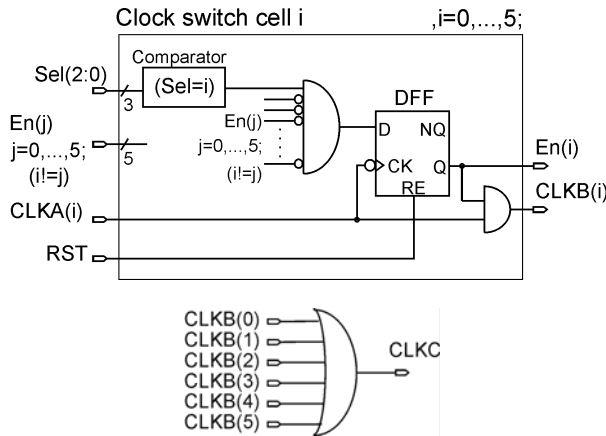 Clock switch cell i ,i=0,...,5;
Comparator
(Sel=i)
Sel(2:0)
3
En(j)
j=0,...,5;
(i!=j)
5
En(j)
j=0,...,5;
(i!=j)
DFF
D NQ
CK Q
RE
En(i)
CLKB(i)
CLKA(i)
RST
CLKB(0)
CLKB(1)
CLKB(2)
CLKB(3)
CLKB(4)
CLKB(5)
CLKC